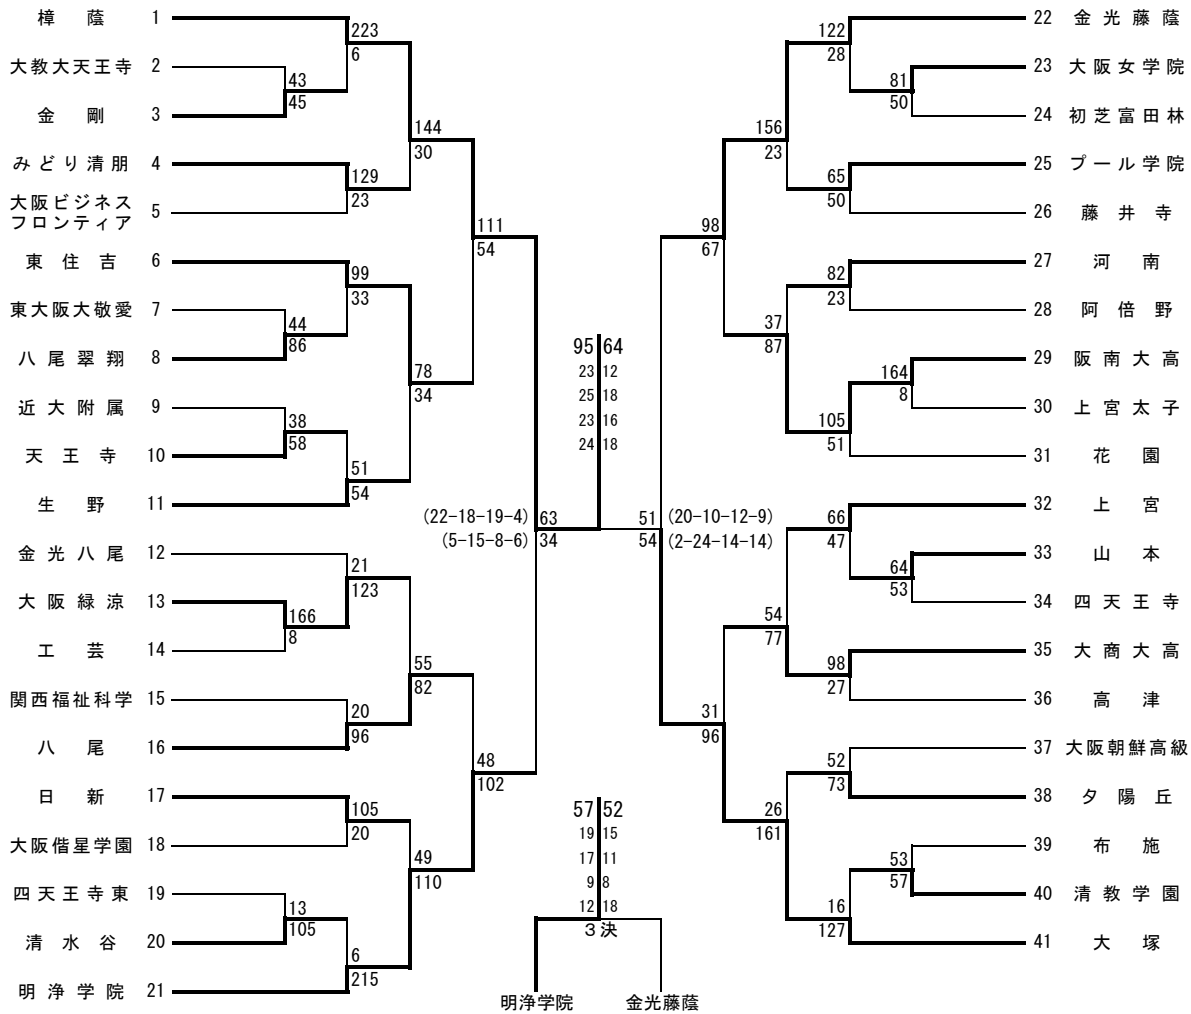 樟蔭 1
223
6
大教大天王寺 2
43
45
金剛 3
144
30
みどり清朋 4
129
23
大阪ビジネス
フロンティア 5
111
54
東住吉 6
99
33
東大阪大敬愛 7
44
86
八尾翠翔 8
78
34
近大附属 9
38
58
天王寺 10
51
54
生野 11
(22-18-19-4) 63
(5-15-8-6) 34
金光八尾 12
21
123
大阪緑涼 13
166
8
工芸 14
55
82
関西福祉科学 15
20
96
八尾 16
48
102
日新 17
105
20
大阪偕星学園 18
49
110
四天王寺東 19
13
105
清水谷 20
6
215
明浄学院 21
95 64
23 12
25 18
23 16
24 18
57 52
19 15
17 11
9 8
12 18
3決
明浄学院 金光藤蔭
22 金光藤蔭
122
28
23 大阪女学院
81
50
24 初芝富田林
156
23
25 プール学院
65
50
26 藤井寺
98
67
27 河南
82
23
28 阿倍野
37
87
29 阪南大高
164
8
30 上宮太子
105
51
31 花園
51 (20-10-12-9)
54 (2-24-14-14)
32 上宮
66
47
33 山本
64
53
34 四天王寺
54
77
35 大商大高
98
27
36 高津
31
96
37 大阪朝鮮高級
52
73
38 夕陽丘
26
161
39 布施
53
57
40 清教学園
16
127
41 大塚